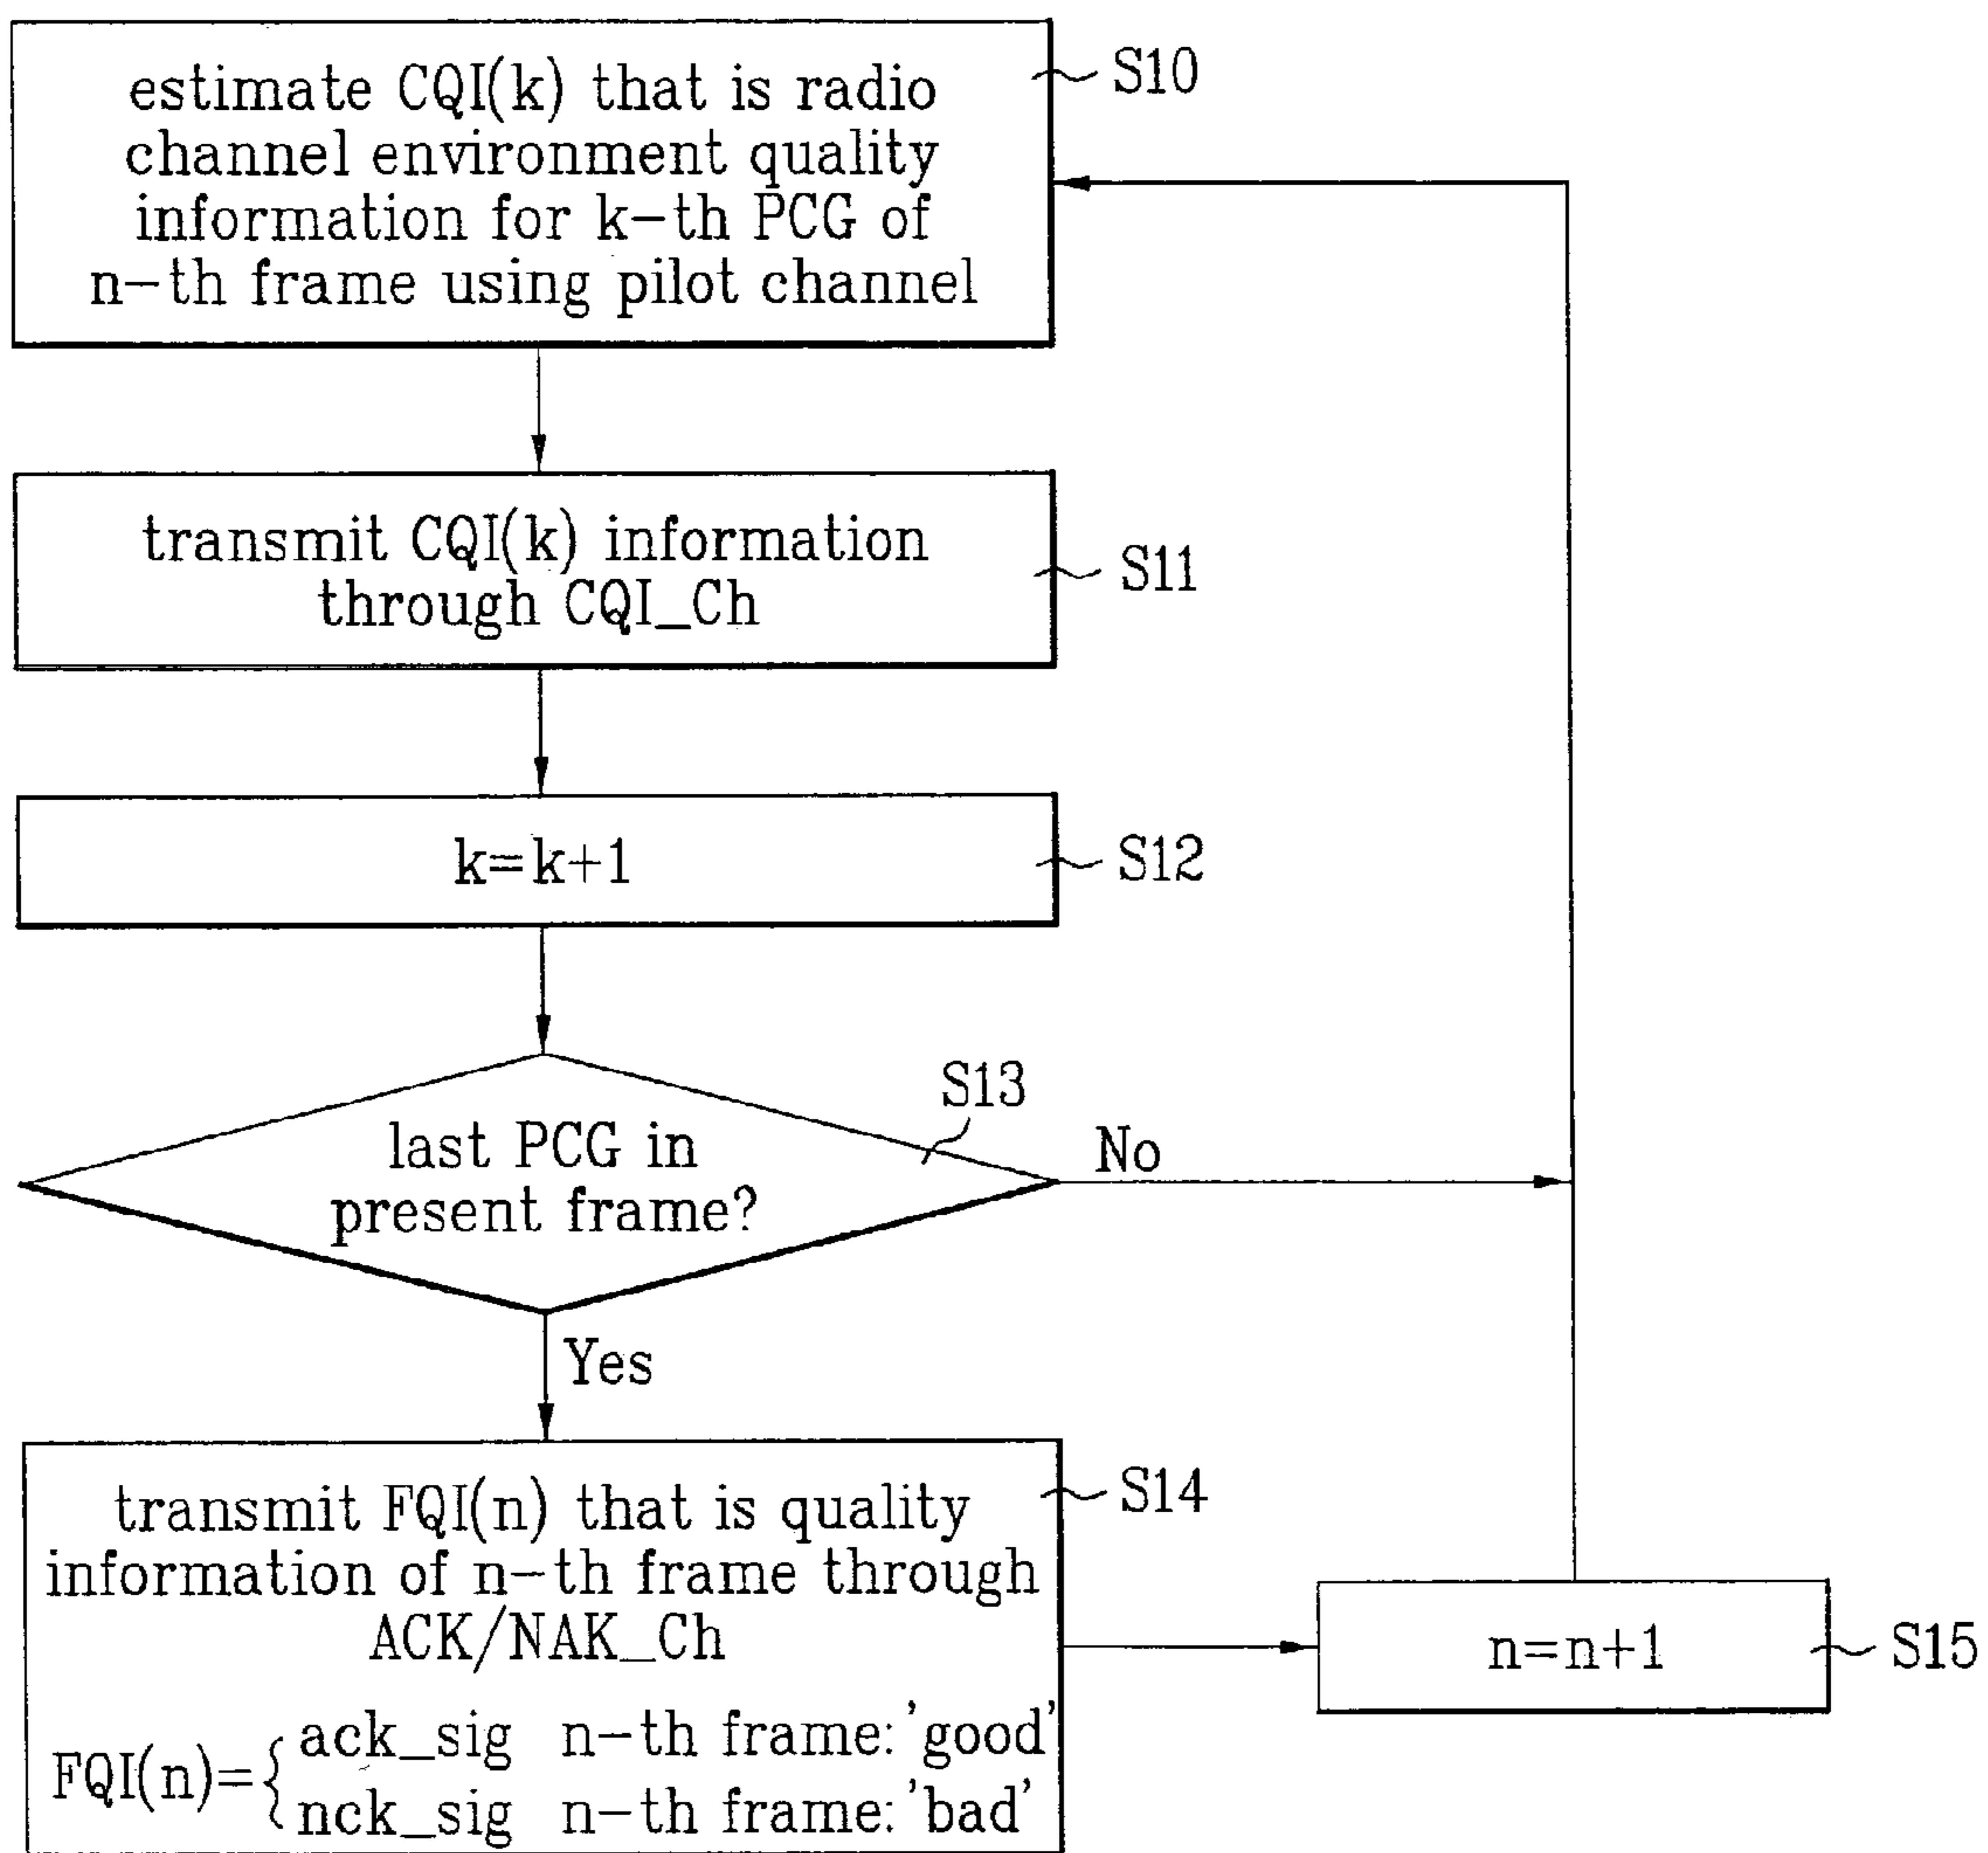 estimate CQI(k) that is radio
channel environment quality
information for k-th PCG of
n-th frame using pilot channel
S10
transmit CQI(k) information
through CQI_Ch
S11
k=k+1
S12
last PCG in
present frame?
S13
No
Yes
transmit FQI(n) that is quality
information of n-th frame through
ACK/NAK_Ch
FQI(n)={ ack_sig n-th frame: 'good'
nck_sig n-th frame: 'bad'
S14
n=n+1
S15